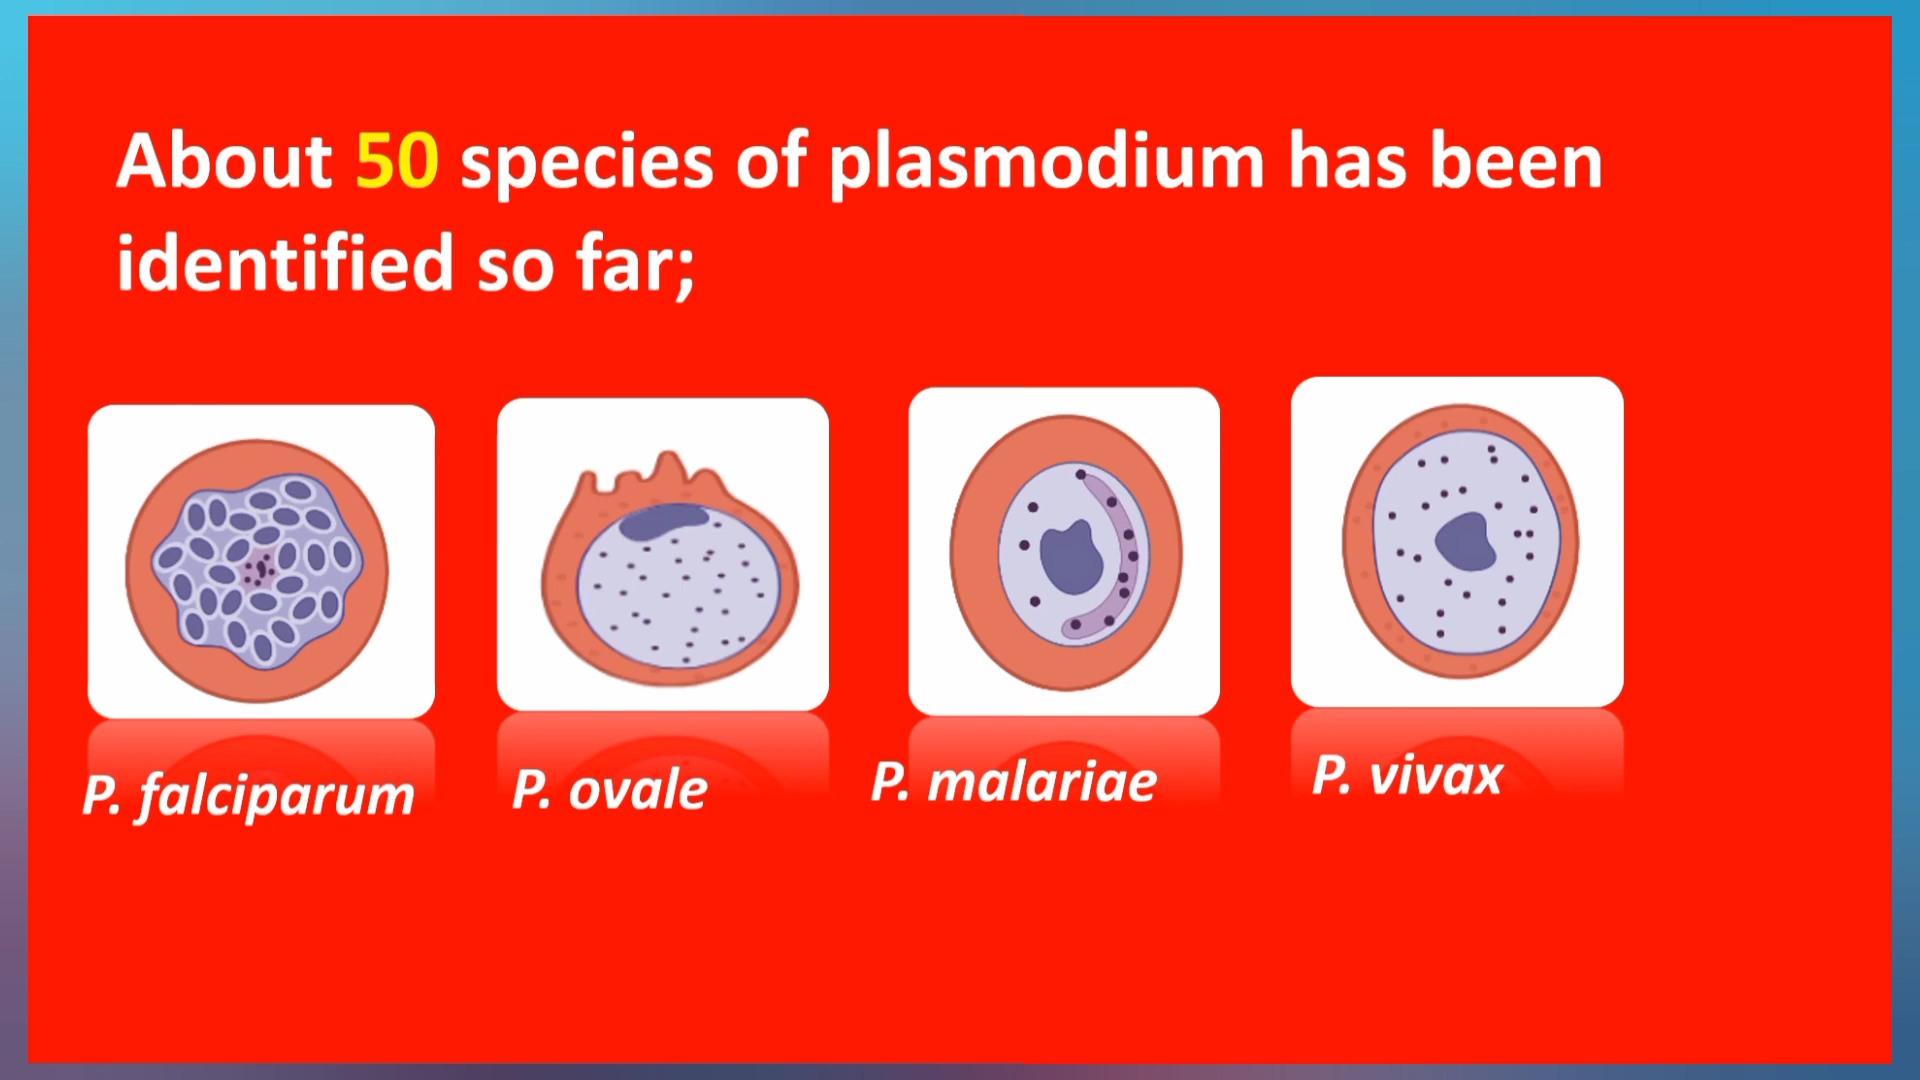 About 50 species of plasmodium has been
identified so far;
P. falciparum
P. ovale
P. malariae
P. vivax